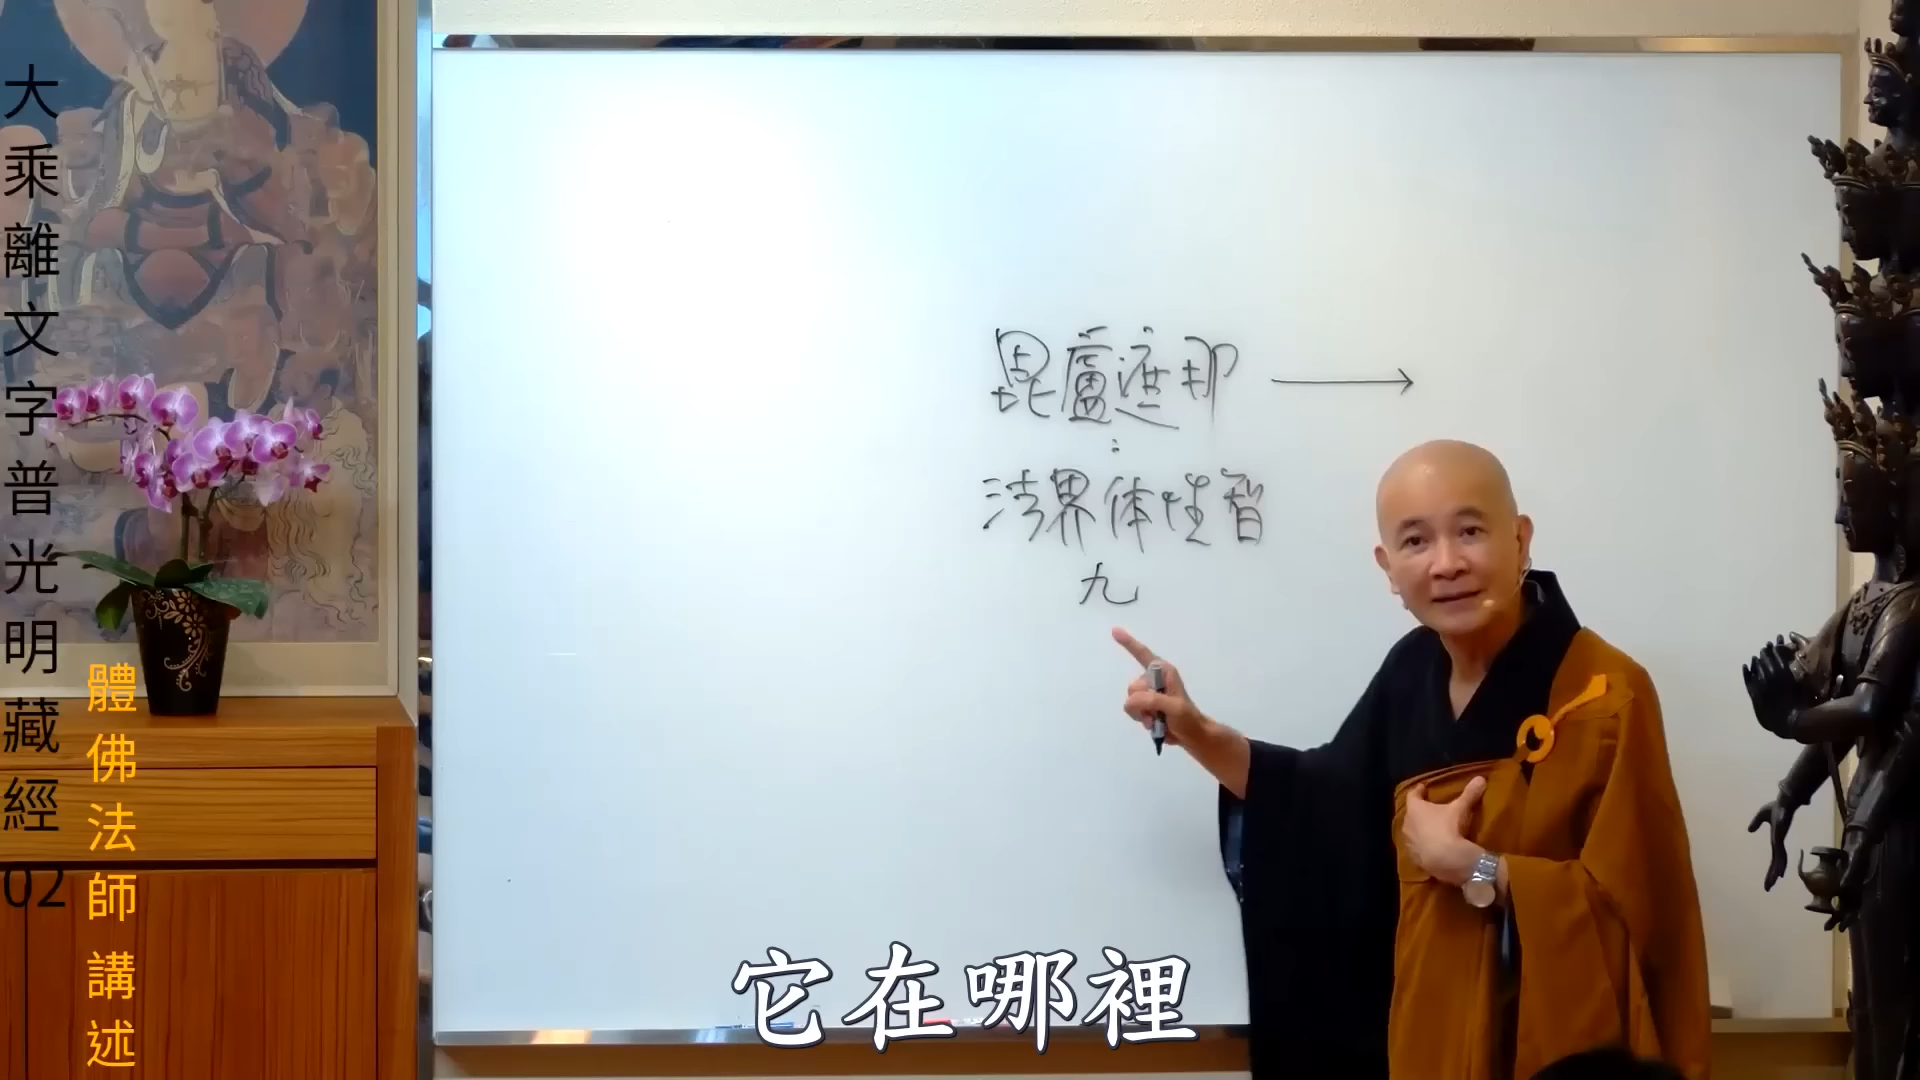 大乘離文字普光明藏經02
體佛法師 講述
毘盧遮那 →
:
法界体性智
九
它在哪裡